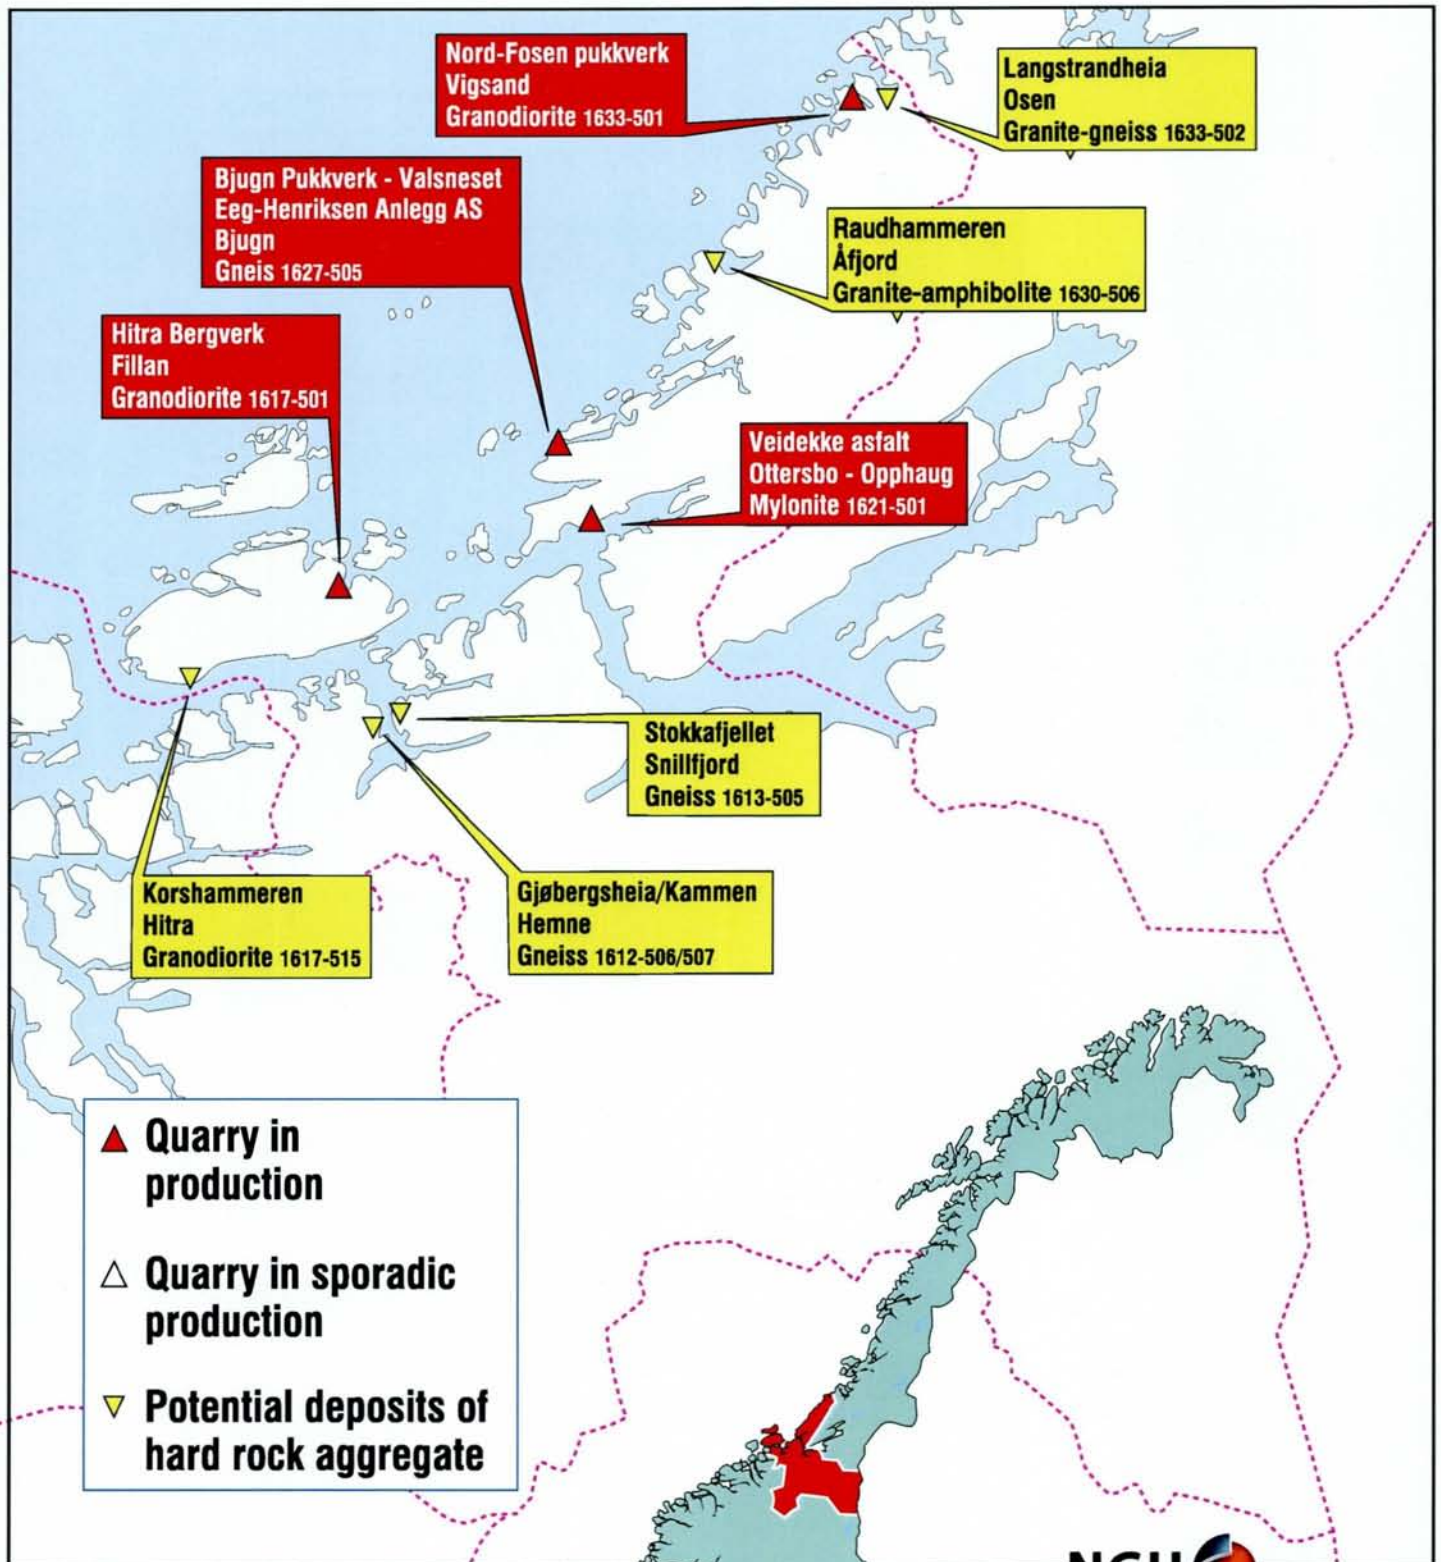 Nord-Fosen pukkverk
Vigsand
Granodiorite 1633-501
Langstrandheia
Osen
Granite-gneiss 1633-502
Bjugn Pukkverk - Valsneset
Eeg-Henriksen Anlegg AS
Bjugn
Gneis 1627-505
Raudhammeren
Åfjord
Granite-amphibolite 1630-506
Hitra Bergverk
Fillan
Granodiorite 1617-501
Veidekke asfalt
Ottersbo - Opphaug
Mylonite 1621-501
Stokkafjellet
Snillfjord
Gneiss 1613-505
Korshammeren
Hitra
Granodiorite 1617-515
Gjøbergsheia/Kammen
Hemne
Gneiss 1612-506/507
Quarry in
production
Quarry in sporadic
production
Potential deposits of
hard rock aggregate